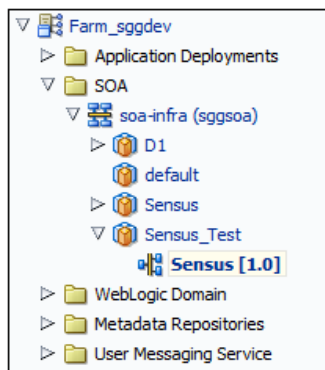 Farm_sggdev
Application Deployments
SOA
soa-infra (sggsoa)
D1
default
Sensus
Sensus_Test
Sensus [1.0]
WebLogic Domain
Metadata Repositories
User Messaging Service